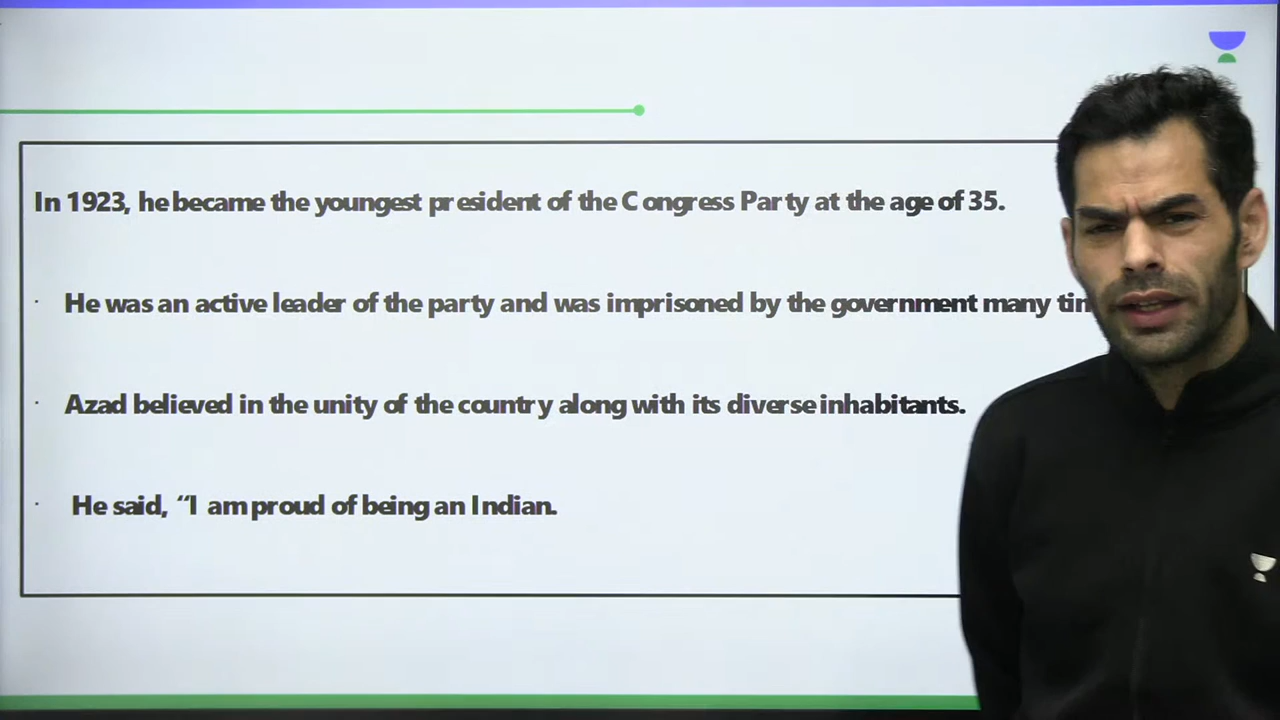 In 1923, he became the youngest president of the Congress Party at the age of 35.
· He was an active leader of the party and was imprisoned by the government many
· Azad believed in the unity of the country along with its diverse inhabitants.
· He said, “I am proud of being an Indian.